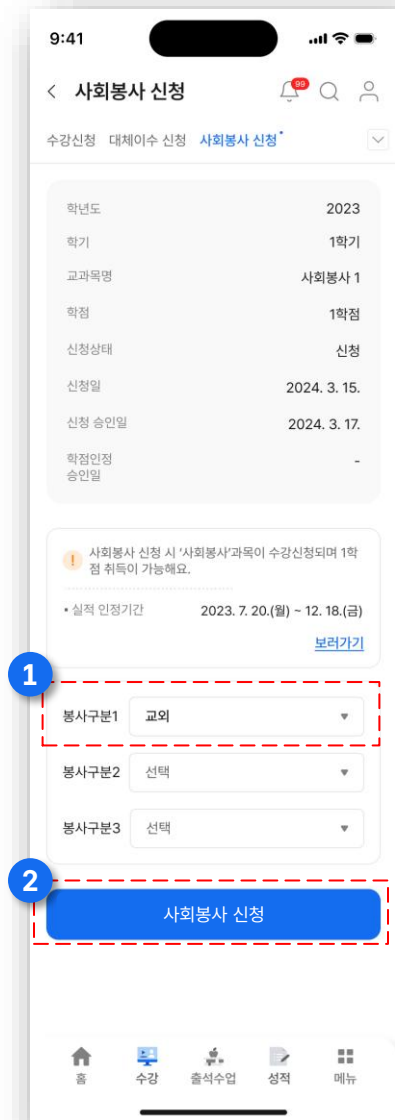 9:41
사회봉사 신청
99
수강신청 대체이수 신청 사회봉사 신청
학년도 2023
학기 1학기
교과목명 사회봉사 1
학점 1학점
신청상태 신청
신청일 2024. 3. 15.
신청 승인일 2024. 3. 17.
학점인정 -
승인일
! 사회봉사 신청 시 ‘사회봉사’과목이 수강신청되며 1학
점 취득이 가능해요.
• 실적 인정기간 2023. 7. 20.(월) ~ 12. 18.(금)
보러가기
1
봉사구분1 교외
봉사구분2 선택
봉사구분3 선택
2
사회봉사 신청
홈 수강 출석수업 성적 메뉴